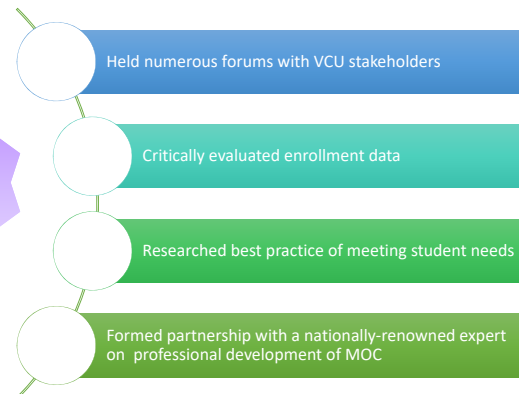 Held numerous forums with VCU stakeholders
Critically evaluated enrollment data
Researched best practice of meeting student needs
Formed partnership with a nationally-renowned expert
on professional development of MOC